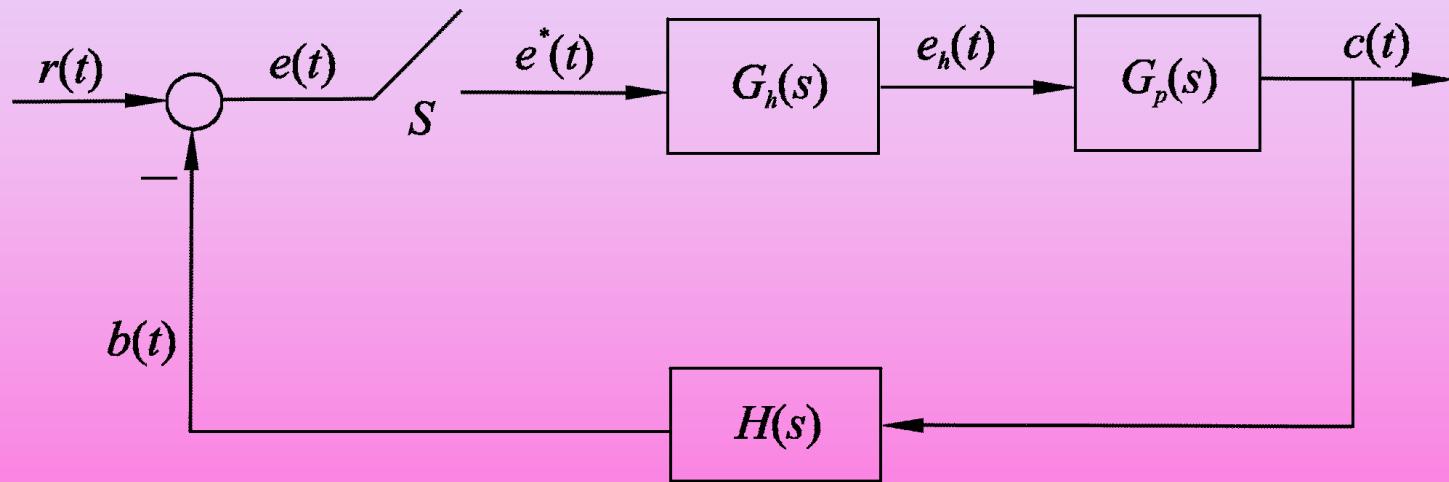 r(t)
e(t)
S
e*(t)
G_h(s)
e_h(t)
G_p(s)
c(t)
−
b(t)
H(s)